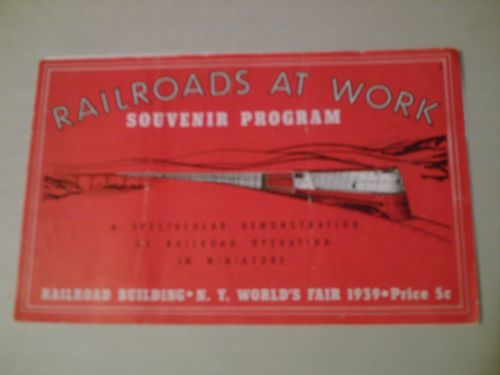 RAILROADS AT WORK
SOUVENIR PROGRAM
A SPECTACULAR DEMONSTRATION
OF RAILROAD OPERATION
IN MINIATURE
RAILROAD BUILDING • N. Y. WORLD'S FAIR 1939 • Price 5c